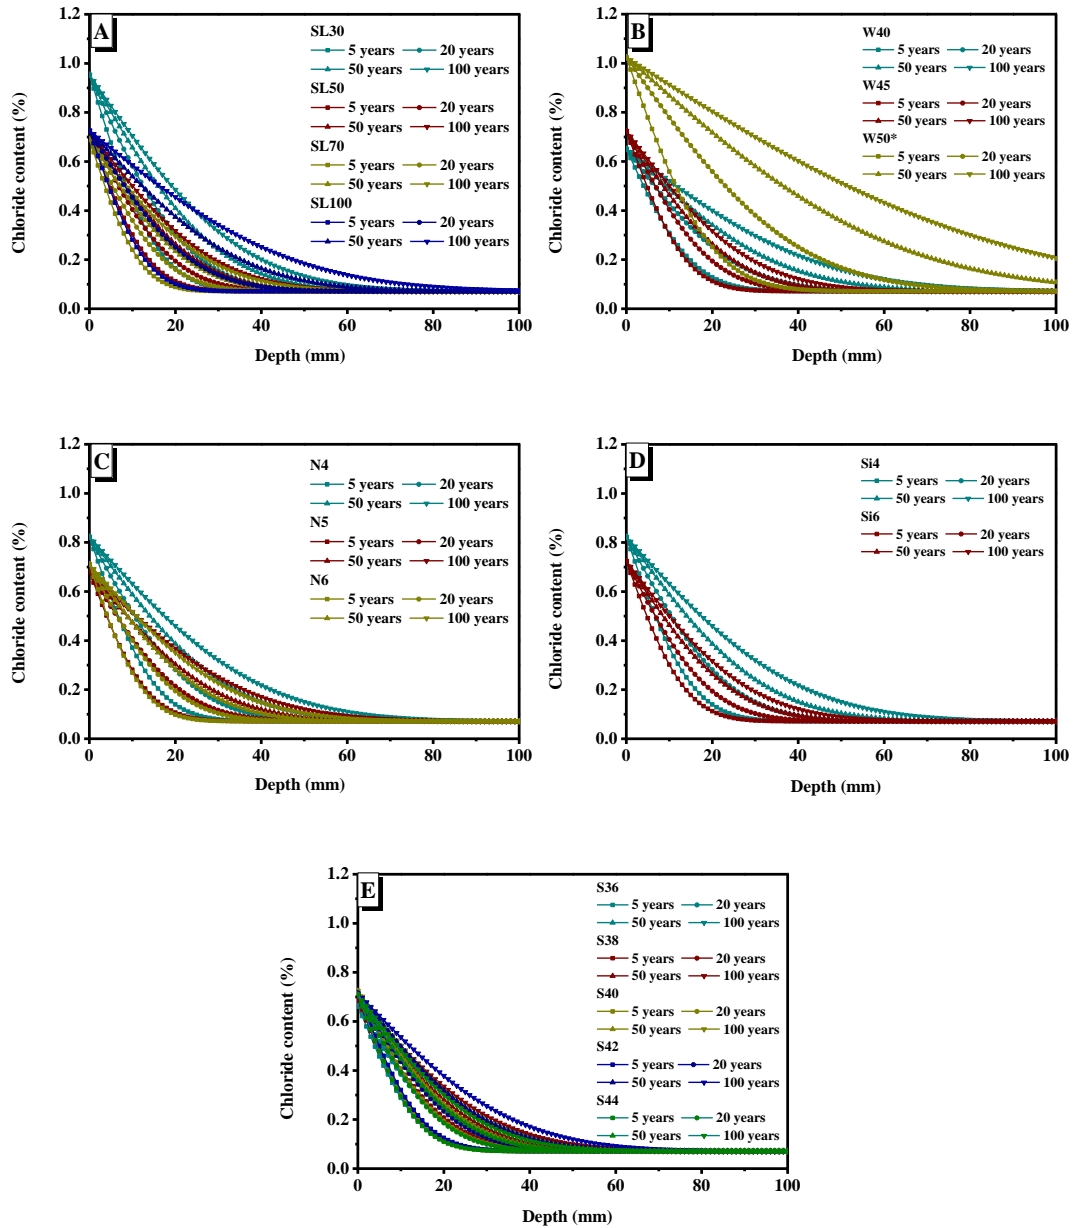 A
SL30
5 years 20 years
50 years 100 years
SL50
5 years 20 years
50 years 100 years
SL70
5 years 20 years
50 years 100 years
SL100
5 years 20 years
50 years 100 years
1.2
1.0
0.8
0.6
0.4
0.2
0.0
0 20 40 60 80 100
Chloride content (%)
Depth (mm)
B
W40
5 years 20 years
50 years 100 years
W45
5 years 20 years
50 years 100 years
W50*
5 years 20 years
50 years 100 years
1.2
1.0
0.8
0.6
0.4
0.2
0.0
0 20 40 60 80 100
Chloride content (%)
Depth (mm)
C
N4
5 years 20 years
50 years 100 years
N5
5 years 20 years
50 years 100 years
N6
5 years 20 years
50 years 100 years
1.2
1.0
0.8
0.6
0.4
0.2
0.0
0 20 40 60 80 100
Chloride content (%)
Depth (mm)
D
Si4
5 years 20 years
50 years 100 years
Si6
5 years 20 years
50 years 100 years
1.2
1.0
0.8
0.6
0.4
0.2
0.0
0 20 40 60 80 100
Chloride content (%)
Depth (mm)
E
S36
5 years 20 years
50 years 100 years
S38
5 years 20 years
50 years 100 years
S40
5 years 20 years
50 years 100 years
S42
5 years 20 years
50 years 100 years
S44
5 years 20 years
50 years 100 years
1.2
1.0
0.8
0.6
0.4
0.2
0.0
0 20 40 60 80 100
Chloride content (%)
Depth (mm)